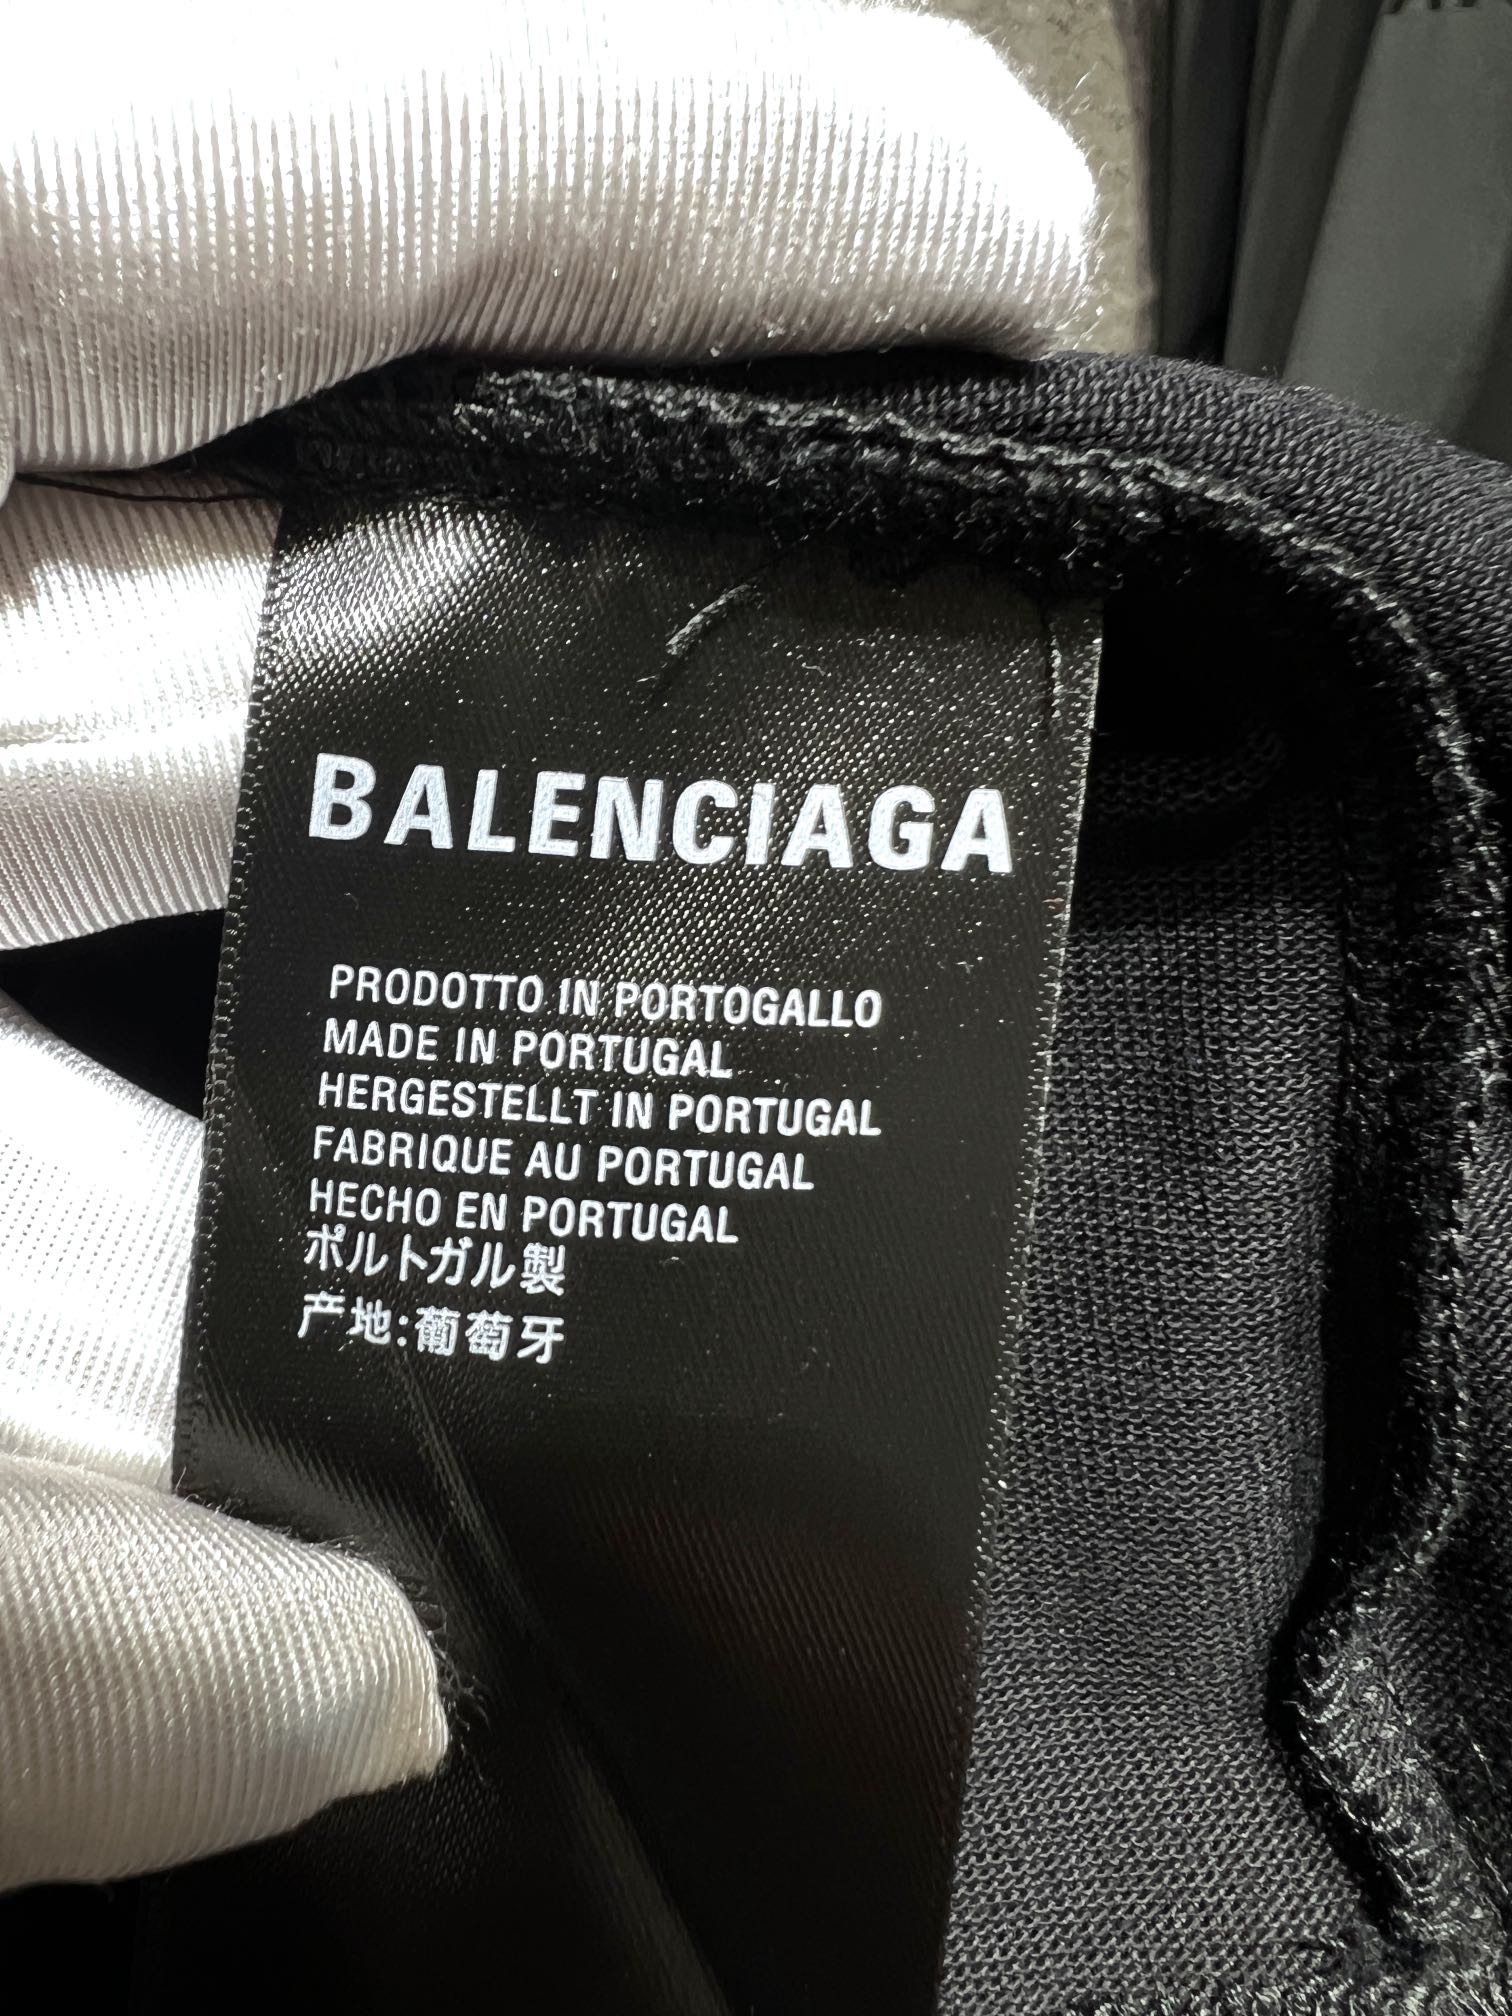 BALENCIAGA
PRODOTTO IN PORTOGALLO
MADE IN PORTUGAL
HERGESTELLT IN PORTUGAL
FABRIQUE AU PORTUGAL
HECHO EN PORTUGAL
ポルトガル製
产地:葡萄牙